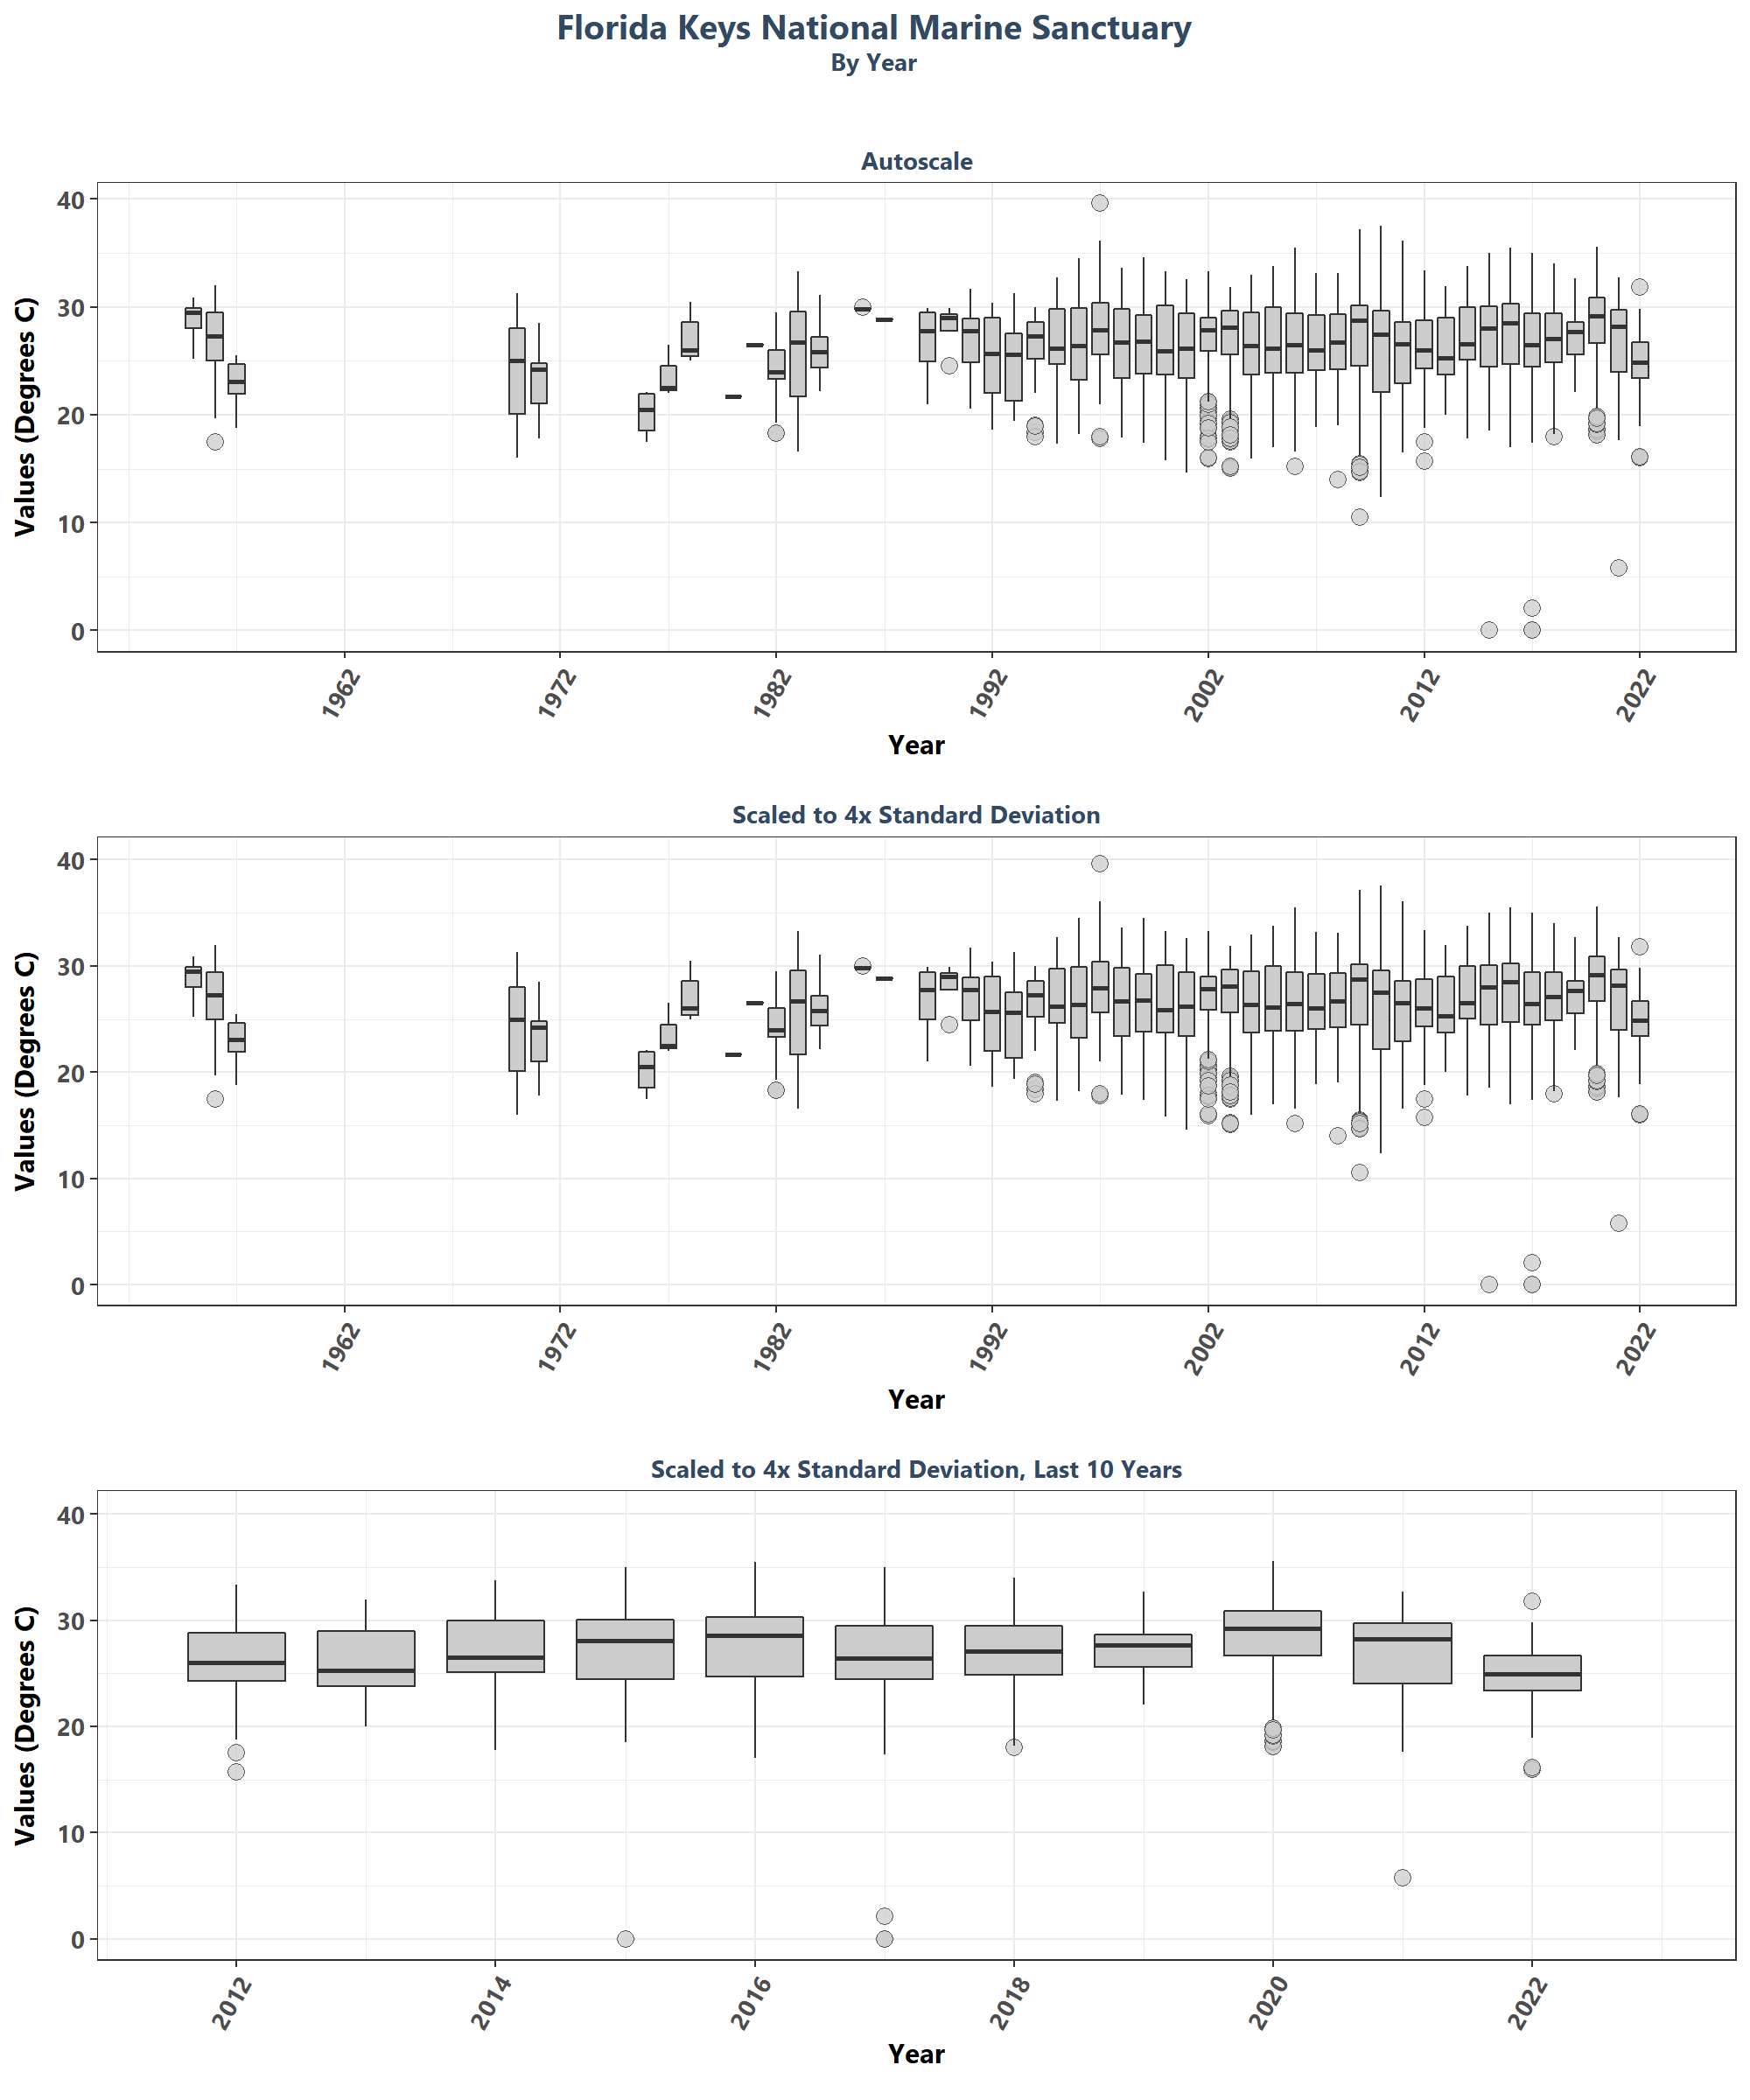 Florida Keys National Marine Sanctuary
By Year
Autoscale
Values (Degrees C)
40
30
20
10
0
1962 1972 1982 1992 2002 2012 2022
Year
Scaled to 4x Standard Deviation
Values (Degrees C)
40
30
20
10
0
1962 1972 1982 1992 2002 2012 2022
Year
Scaled to 4x Standard Deviation, Last 10 Years
Values (Degrees C)
40
30
20
10
0
2012 2014 2016 2018 2020 2022
Year